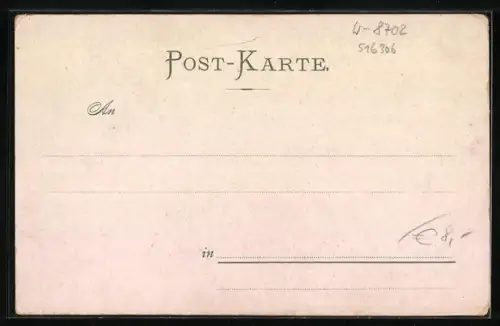 4-8702
516306
POST-KARTE.
An
€ 8,-
in